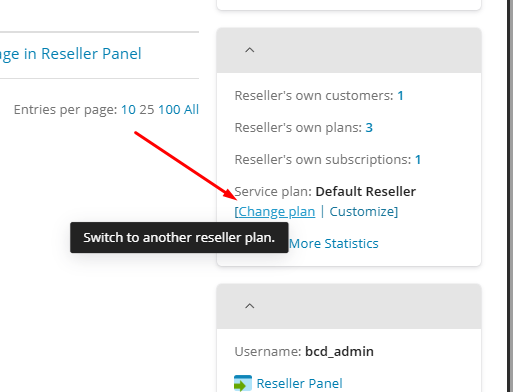 ge in Reseller Panel
Entries per page: 10 25 100 All
Reseller's own customers: 1
Reseller's own plans: 3
Reseller's own subscriptions: 1
Service plan: Default Reseller
[Change plan | Customize]
Switch to another reseller plan.
More Statistics
Username: bcd_admin
Reseller Panel